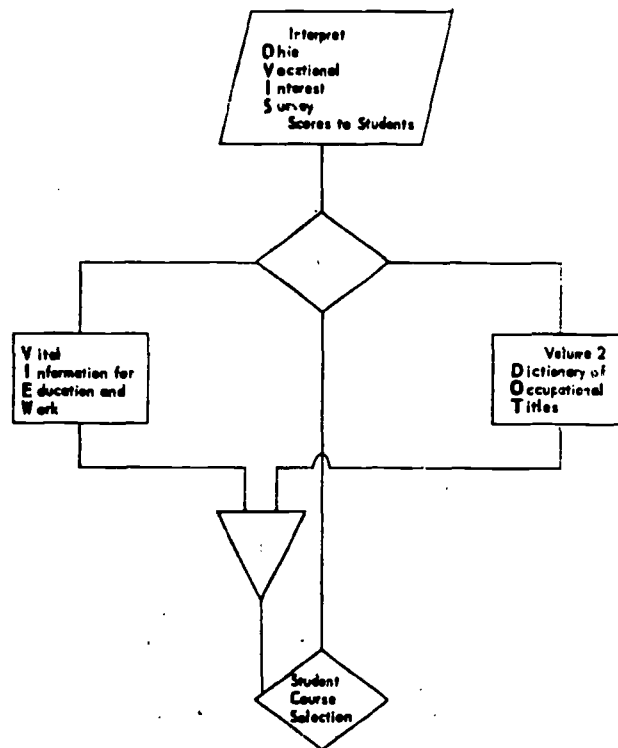 Interpret
Ohio
Vocational
Interest
Survey
Scores to Students
Vital
Information for
Education and
Work
Volume 2
Dictionary of
Occupational
Titles
Student
Course
Selection